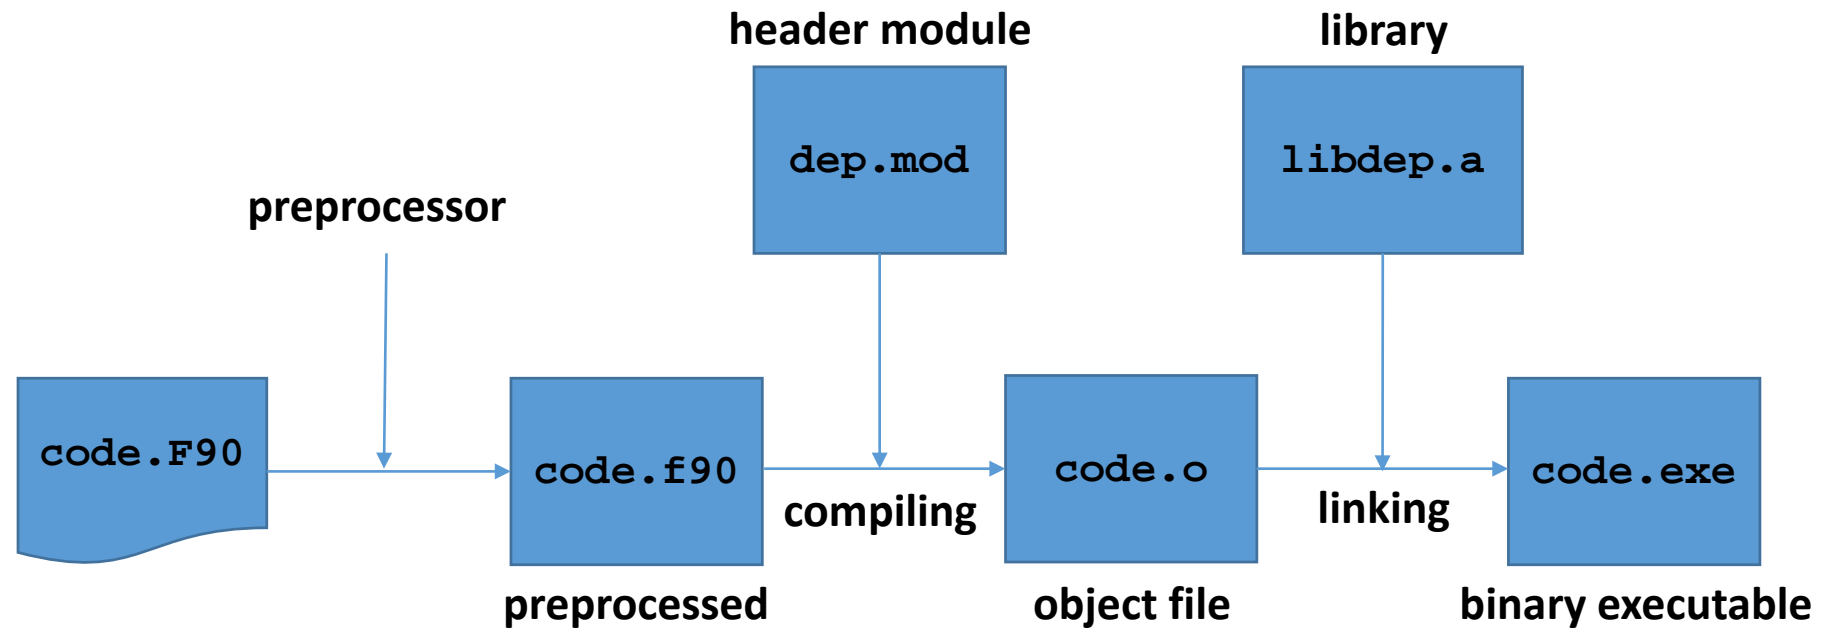 header module
library
dep.mod
libdep.a
preprocessor
code.F90
code.f90
code.o
code.exe
compiling
linking
preprocessed
object file
binary executable